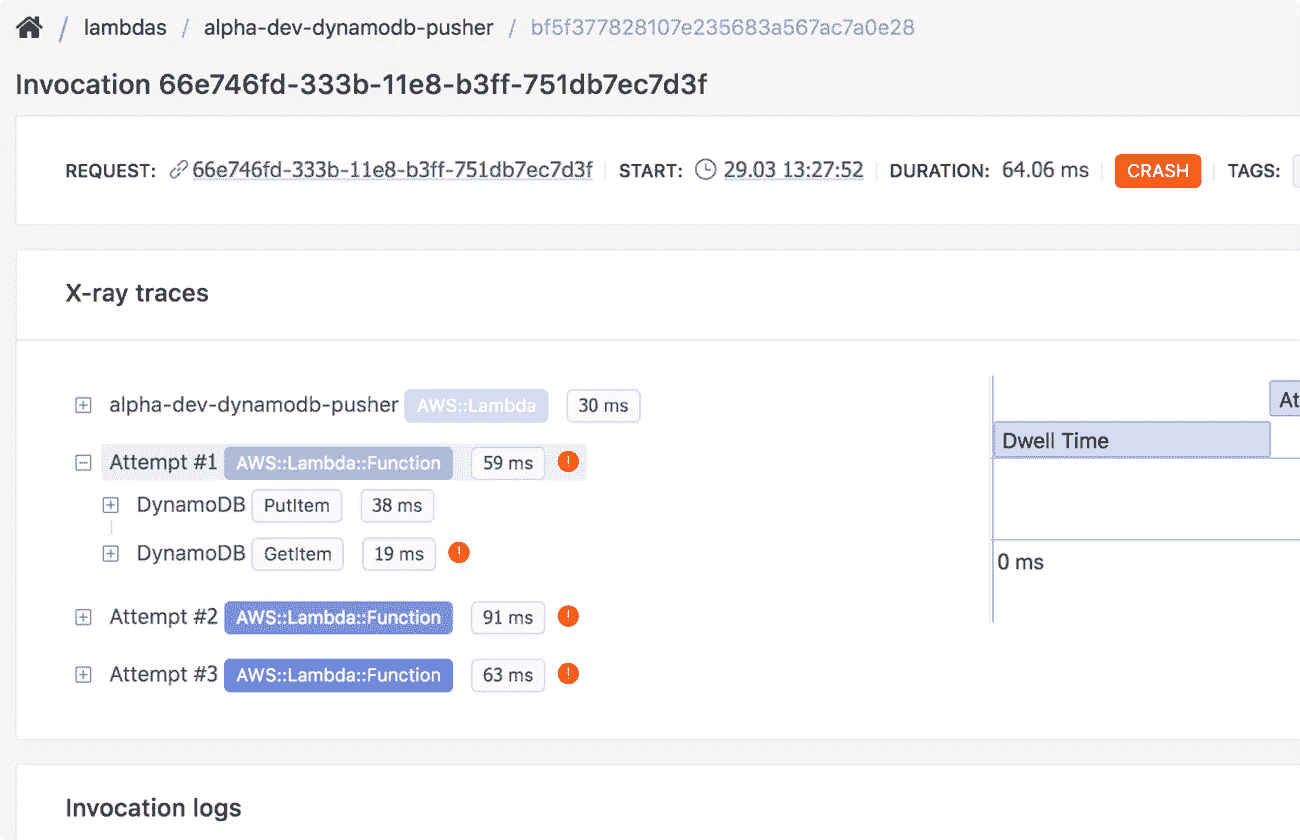 / lambdas / alpha-dev-dynamodb-pusher / bf5f377828107e235683a567ac7a0e28
Invocation 66e746fd-333b-11e8-b3ff-751db7ec7d3f
REQUEST: 66e746fd-333b-11e8-b3ff-751db7ec7d3f START: 29.03 13:27:52 DURATION: 64.06 ms CRASH TAGS:
X-ray traces
alpha-dev-dynamodb-pusher AWS::Lambda 30 ms
At
Dwell Time
Attempt #1 AWS::Lambda::Function 59 ms !
DynamoDB PutItem 38 ms
DynamoDB GetItem 19 ms !
0 ms
Attempt #2 AWS::Lambda::Function 91 ms !
Attempt #3 AWS::Lambda::Function 63 ms !
Invocation logs